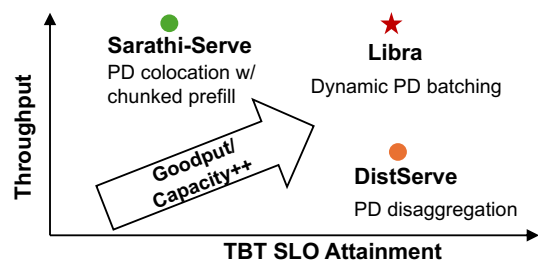 Throughput
Sarathi-Serve
PD colocation w/
chunked prefill
Libra
Dynamic PD batching
Goodput/
Capacity++
DistServe
PD disaggregation
TBT SLO Attainment